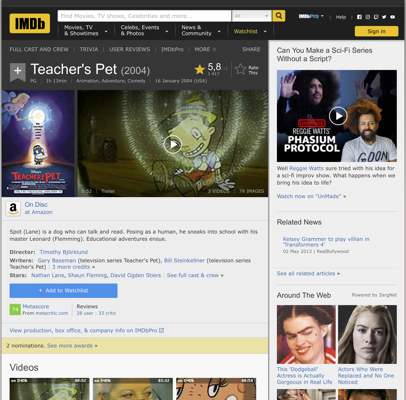 IMDb
Find Movies, TV shows, Celebrities and more...
All
Movies, TV
& Showtimes
Celebs, Events
& Photos
News &
Community
Watchlist
IMDbPro
Help
Sign in
FULL CAST AND CREW | TRIVIA | USER REVIEWS | IMDbPro | MORE
SHARE
Teacher's Pet (2004)
PG | 1h 13min | Animation, Adventure, Comedy | 16 January 2004 (USA)
5,8
Rate
This
TEACHER'S PET
0:52 | Trailer
3 VIDEOS | 79 IMAGES
On Disc
at Amazon
Spot (Lane) is a dog who can talk and read. Posing as a human, he sneaks into school with his
master Leonard (Flemming). Educational adventures ensue.
Director: Timothy Björklund
Writers: Gary Baseman (television series Teacher's Pet), Bill Steinkellner (television series
Teacher's Pet) | 3 more credits »
Stars: Nathan Lane, Shaun Fleming, David Ogden Stiers | See full cast & crew »
+ Add to Watchlist
74
Metascore
From metacritic.com
Reviews
28 user | 33 critic
View production, box office, & company info on IMDbPro
2 nominations. See more awards »
Videos
Can You Make a Sci-Fi Series
Without a Script?
REGGIE WATTS'
PHASIUM
PROTOCOL
Well Reggie Watts sure tried with his idea for
a sci-fi improv show. What happens when we
bring his idea to life?
Watch now on "UnMade" »
Related News
Kelsey Grammer to play villain in
'Transformers 4'
02 May 2013 | RealBollywood
See all related articles »
Around The Web
Powered by ZergNet
This 'Dodgeball'
Actress is Actually
Gorgeous in Real Life
Actors Who Were
Replaced and No One
Noticed